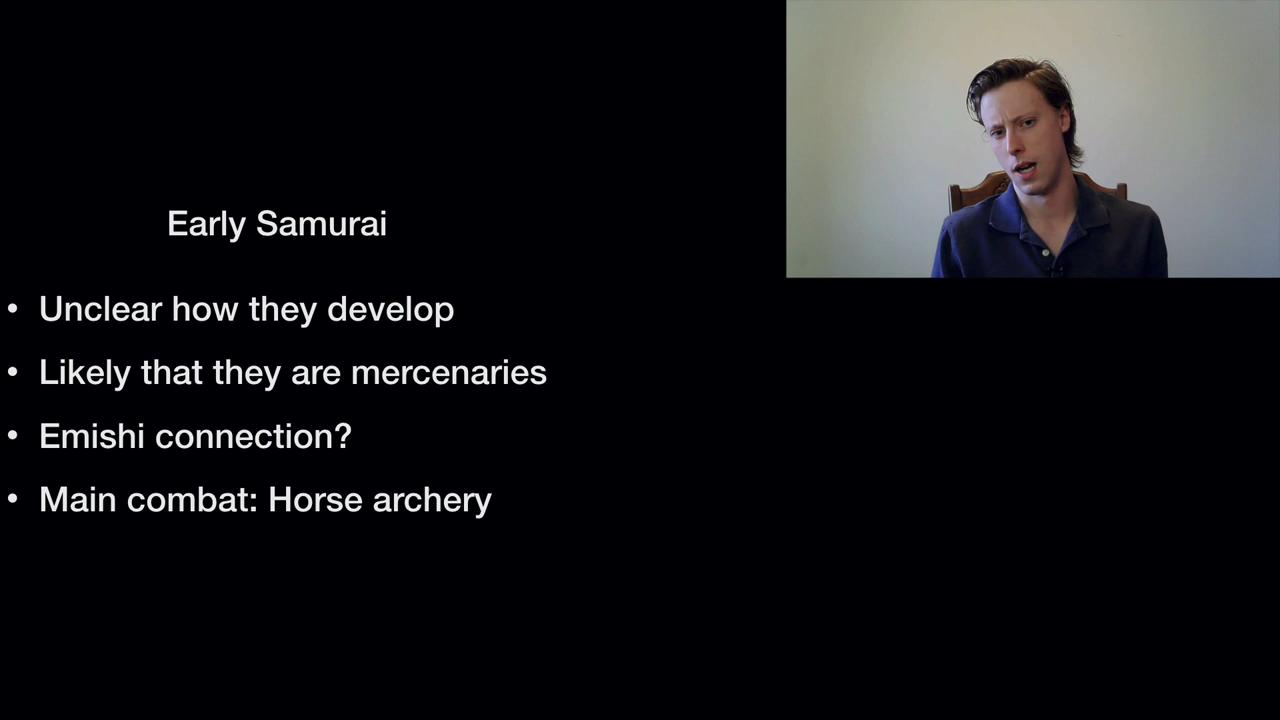 Early Samurai
• Unclear how they develop
• Likely that they are mercenaries
• Emishi connection?
• Main combat: Horse archery